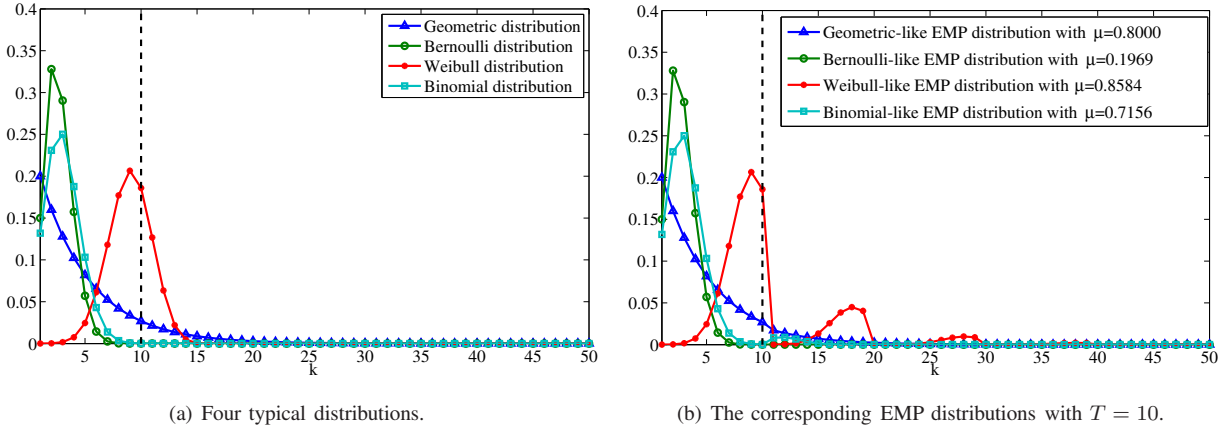 0.4
0.35
0.3
0.25
0.2
0.15
0.1
0.05
0
5 10 15 20 25 30 35 40 45 50
k
Geometric distribution
Bernoulli distribution
Weibull distribution
Binomial distribution
(a) Four typical distributions.
0.4
0.35
0.3
0.25
0.2
0.15
0.1
0.05
0
5 10 15 20 25 30 35 40 45 50
k
Geometric-like EMP distribution with μ=0.8000
Bernoulli-like EMP distribution with μ=0.1969
Weibull-like EMP distribution with μ=0.8584
Binomial-like EMP distribution with μ=0.7156
(b) The corresponding EMP distributions with T = 10.